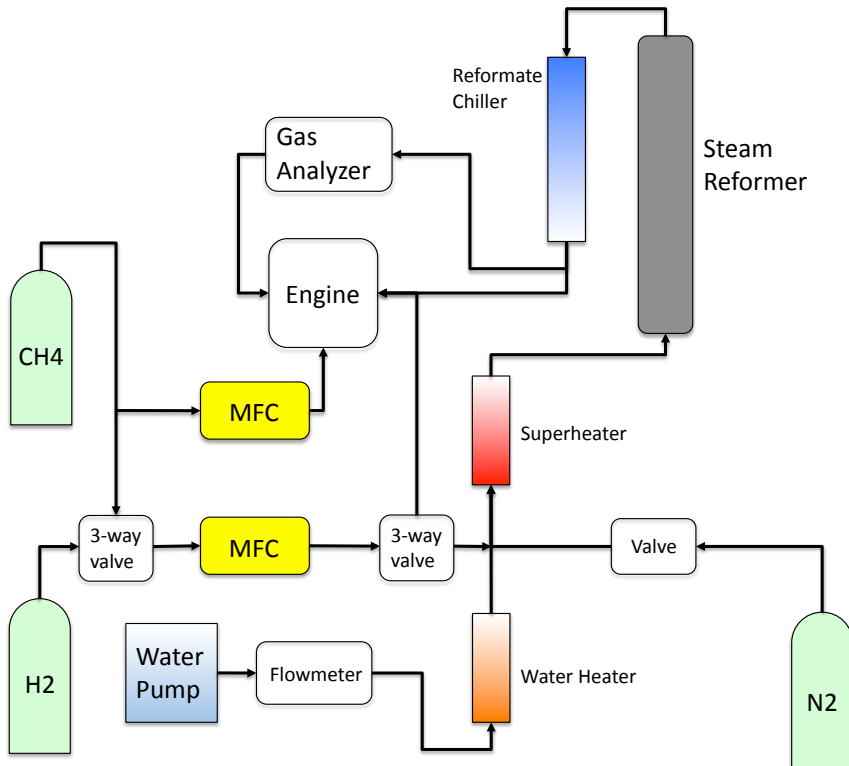 Reformate
Chiller
Gas
Analyzer
Steam
Reformer
Engine
CH4
MFC
Superheater
3-way
valve
MFC
3-way
valve
Valve
Water
Pump
Flowmeter
Water Heater
H2
N2